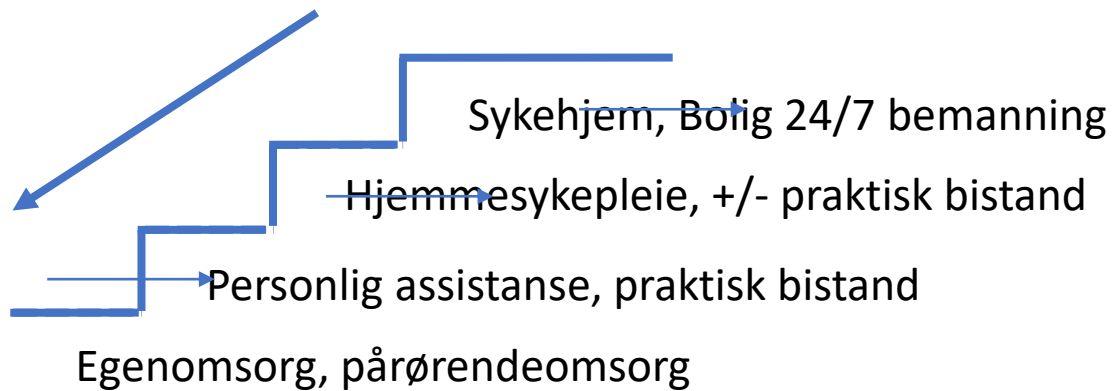 Sykehjem, Bolig 24/7 bemanning
Hjemmesykepleie, +/- praktisk bistand
Personlig assistanse, praktisk bistand
Egenomsorg, pårørendeomsorg